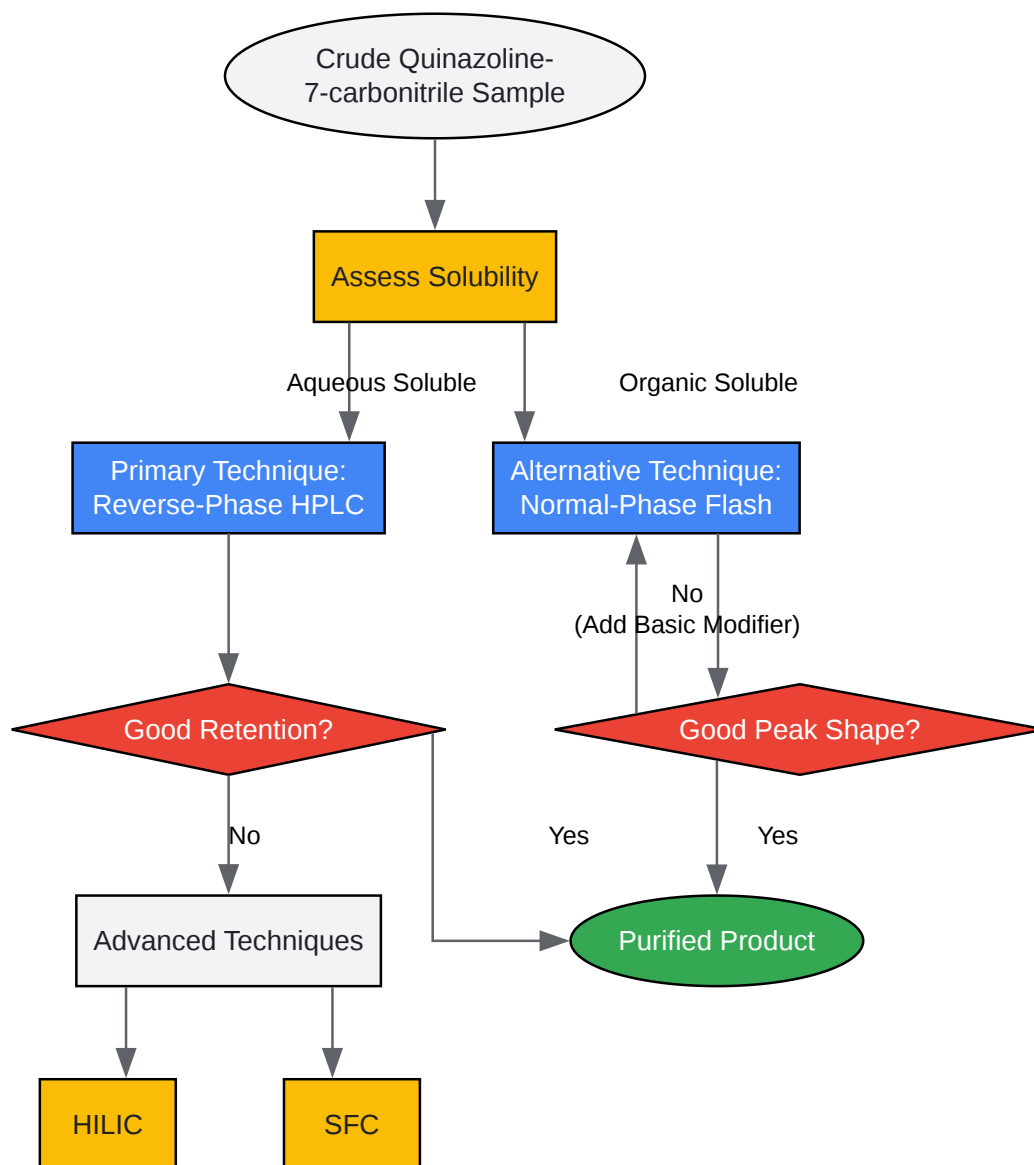 Crude Quinazoline-
7-carbonitrile Sample
Assess Solubility
Aqueous Soluble
Organic Soluble
Primary Technique:
Reverse-Phase HPLC
Alternative Technique:
Normal-Phase Flash
No
(Add Basic Modifier)
Good Retention?
Good Peak Shape?
No
Yes
Yes
Advanced Techniques
Purified Product
HILIC
SFC